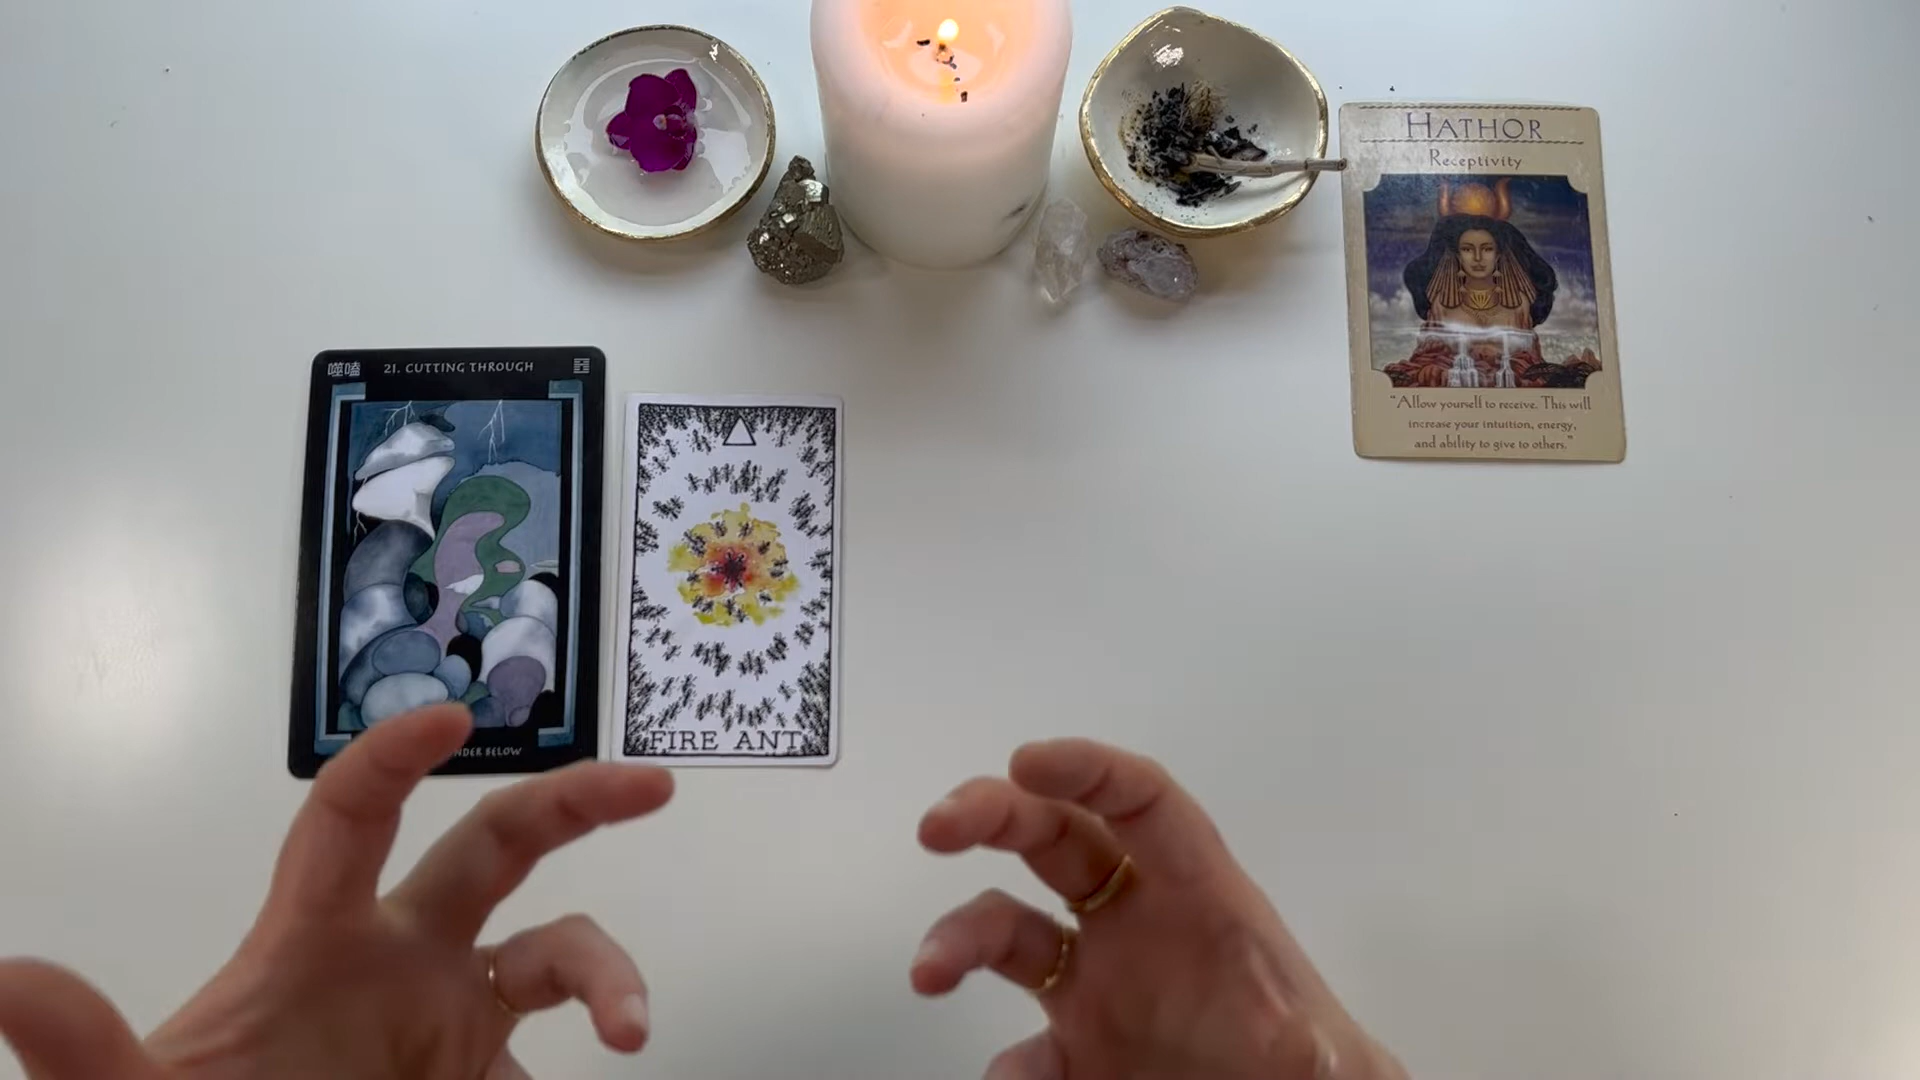 噬嗑 21. CUTTING THROUGH
NDER BELOW
FIRE ANT
HATHOR
Receptivity
"Allow yourself to receive. This will
increase your intuition, energy,
and ability to give to others."